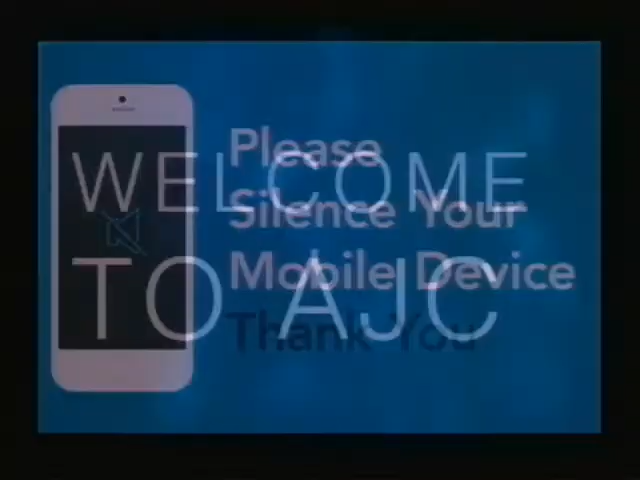 Please
WELCOME
Silence Your
TO AJC
Mobile Device
Thank You